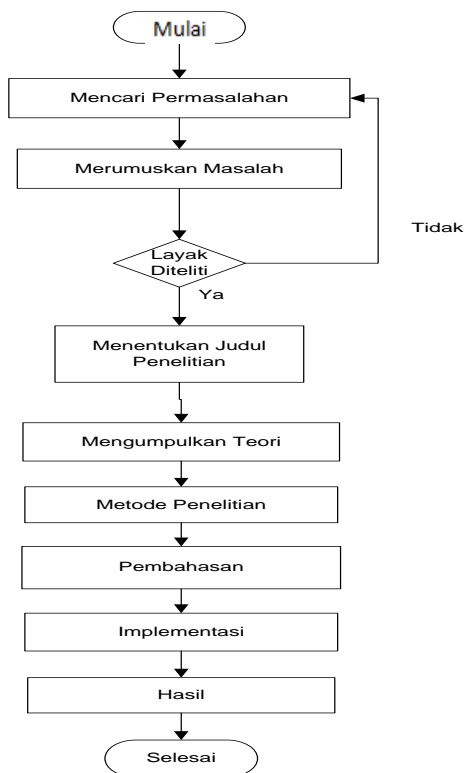 Mulai
Mencari Permasalahan
Merumuskan Masalah
Tidak
Layak
Diteliti
Ya
Menentukan Judul
Penelitian
Mengumpulkan Teori
Metode Penelitian
Pembahasan
Implementasi
Hasil
Selesai